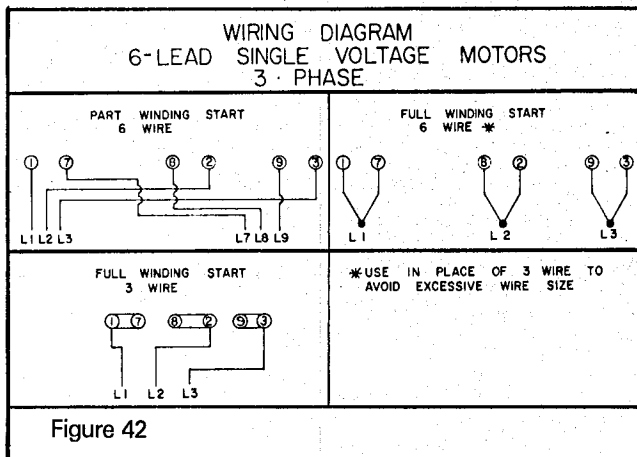 WIRING DIAGRAM
6-LEAD SINGLE VOLTAGE MOTORS
3 · PHASE
PART WINDING START
6 WIRE
1 7 8 2 9 3
L1 L2 L3 L7 L8 L9
FULL WINDING START
6 WIRE *
1 7 8 2 9 3
L1 L2 L3
FULL WINDING START
3 WIRE
1 7 8 2 9 3
L1 L2 L3
*USE IN PLACE OF 3 WIRE TO
AVOID EXCESSIVE WIRE SIZE
Figure 42